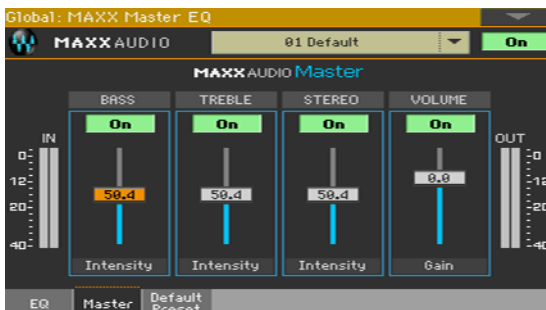 Global: MAXX Master EQ
MAXXAUDIO 01 Default On
MAXXAUDIO Master
BASS TREBLE STEREO VOLUME
On On On On
IN OUT
0 0
12 12
20 20
40 40
50.4 50.4 50.4 0.0
Intensity Intensity Intensity Gain
EQ Master Default Preset